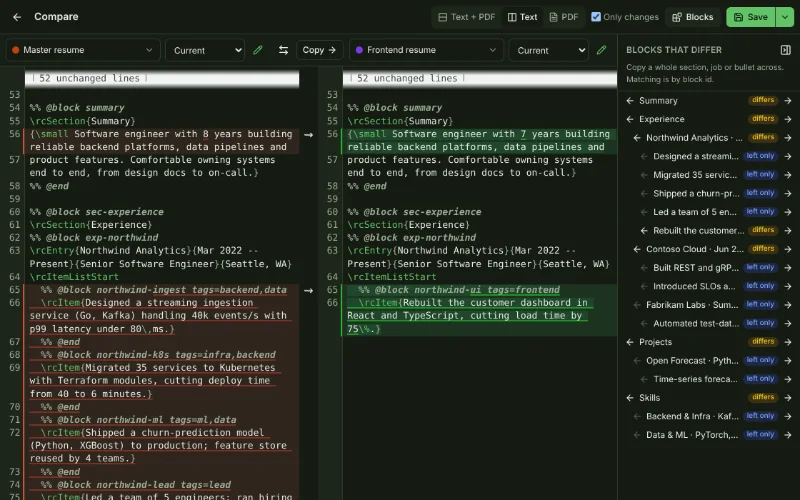 Compare
Text + PDF
Text
PDF
Only changes
Blocks
Save
Master resume
Current
Copy
Frontend resume
Current
52 unchanged lines
53
54 %% @block summary
55 \rcSection{Summary}
56 {\small Software engineer with 8 years building
reliable backend platforms, data pipelines and
57 product features. Comfortable owning systems
end to end, from design docs to on-call.}
58 %% @end
59
60 %% @block sec-experience
61 \rcSection{Experience}
62 %% @block exp-northwind
63 \rcEntry{Northwind Analytics}{Mar 2022 --
Present}{Senior Software Engineer}{Seattle, WA}
64 \rcItemListStart
65 %% @block northwind-ingest tags=backend,data
66 \rcItem{Designed a streaming ingestion
service (Go, Kafka) handling 40k events/s with
p99 latency under 80\,ms.}
67 %% @end
68 %% @block northwind-k8s tags=infra,backend
69 \rcItem{Migrated 35 services to Kubernetes
with Terraform modules, cutting deploy time
from 40 to 6 minutes.}
70 %% @end
71 %% @block northwind-ml tags=ml,data
72 \rcItem{Shipped a churn-prediction model
(Python, XGBoost) to production; feature store
reused by 4 teams.}
73 %% @end
74 %% @block northwind-lead tags=lead
75 \rcItem{Led a team of 5 engineers; ran hiring
52 unchanged lines
53
54 %% @block summary
55 \rcSection{Summary}
56 {\small Software engineer with 7 years building
reliable backend platforms, data pipelines and
57 product features. Comfortable owning systems
end to end, from design docs to on-call.}
58 %% @end
59
60 %% @block sec-experience
61 \rcSection{Experience}
62 %% @block exp-northwind
63 \rcEntry{Northwind Analytics}{Mar 2022 --
Present}{Senior Software Engineer}{Seattle, WA}
64 \rcItemListStart
65 %% @block northwind-ui tags=frontend
66 \rcItem{Rebuilt the customer dashboard in
React and TypeScript, cutting load time by
75\%.}
BLOCKS THAT DIFFER
Copy a whole section, job or bullet across.
Matching is by block id.
Summary differs
Experience differs
Northwind Analytics · ... differs
Designed a streami... left only
Migrated 35 servic... left only
Shipped a churn-pr... left only
Led a team of 5 en... left only
Rebuilt the customer... differs
Contoso Cloud · Jun 2... differs
Built REST and gRP... left only
Introduced SLOs a... left only
Fabrikam Labs · Sum... differs
Automated test-dat... left only
Projects differs
Open Forecast · Pyth... left only
Time-series foreca... left only
Skills differs
Backend & Infra · Kaf... left only
Data & ML · PyTorch,... left only